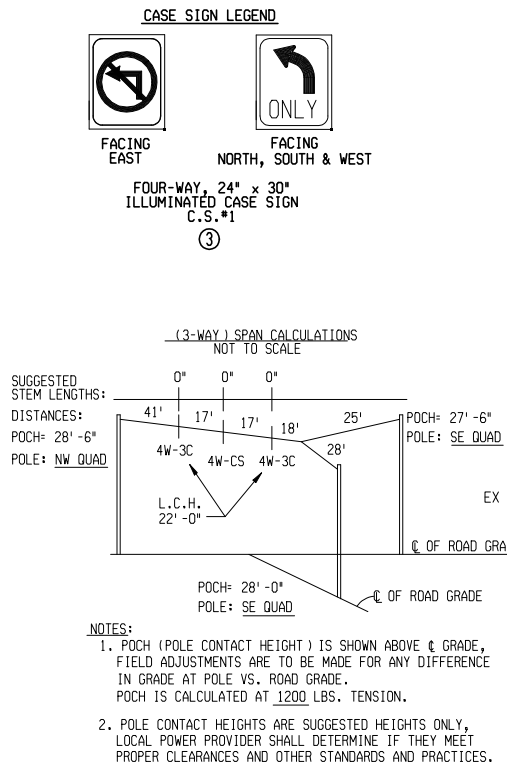 CASE SIGN LEGEND
ONLY
FACING
EAST
FACING
NORTH, SOUTH & WEST
FOUR-WAY, 24" x 30"
ILLUMINATED CASE SIGN
C.S.#1
3
(3-WAY) SPAN CALCULATIONS
NOT TO SCALE
SUGGESTED
STEM LENGTHS:
0" 0" 0"
DISTANCES:
41' 17' 17' 18' 25'
28'
POCH= 28'-6"
POLE: NW QUAD
POCH= 27'-6"
POLE: SE QUAD
4W-3C 4W-CS 4W-3C
L.C.H.
22'-0"
EX
℄ OF ROAD GRA
POCH= 28'-0"
POLE: SE QUAD
℄ OF ROAD GRADE
NOTES:
1. POCH (POLE CONTACT HEIGHT) IS SHOWN ABOVE ℄ GRADE,
FIELD ADJUSTMENTS ARE TO BE MADE FOR ANY DIFFERENCE
IN GRADE AT POLE VS. ROAD GRADE.
POCH IS CALCULATED AT 1200 LBS. TENSION.
2. POLE CONTACT HEIGHTS ARE SUGGESTED HEIGHTS ONLY,
LOCAL POWER PROVIDER SHALL DETERMINE IF THEY MEET
PROPER CLEARANCES AND OTHER STANDARDS AND PRACTICES.